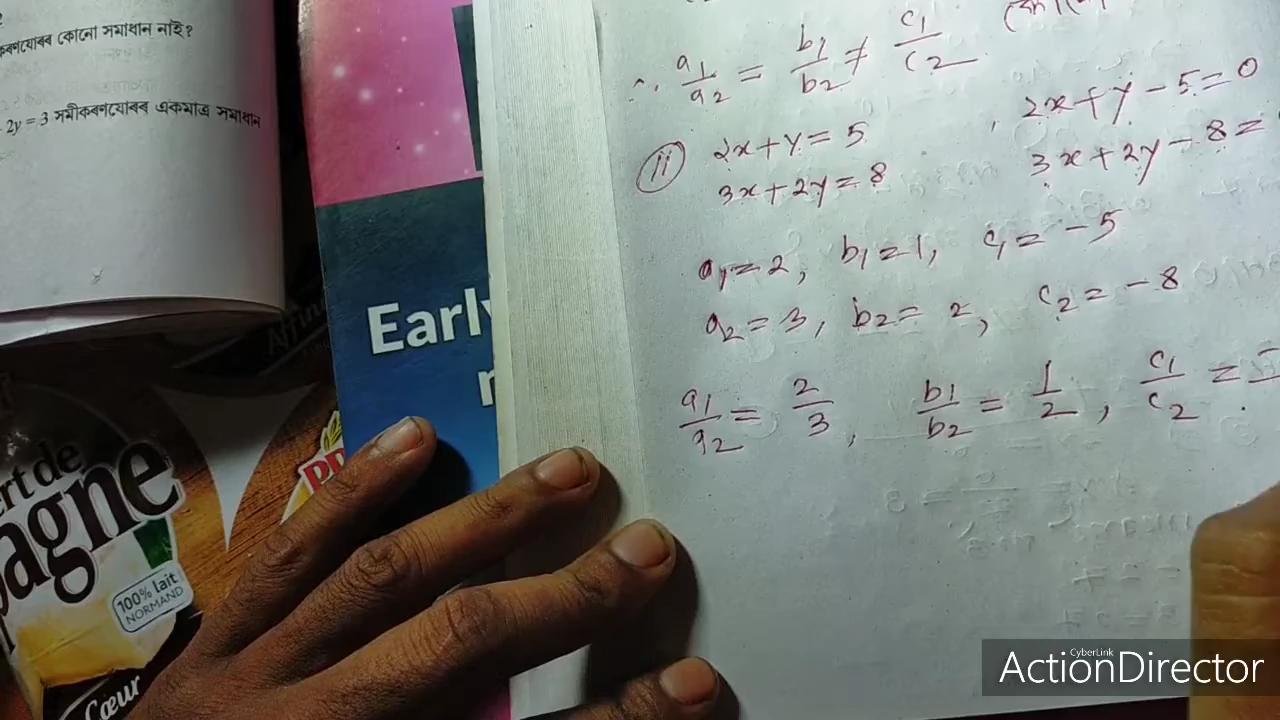 কৰণযোৰৰ কোনো সমাধান নাই?
2y = 3 সমীকৰণযোৰৰ একমাত্ৰ সমাধান
∴ a₁/a₂ = b₁/b₂ ≠ c₁/c₂
(ii) 2x + y = 5 , 2x + y - 5 = 0
3x + 2y = 8 3x + 2y - 8 =
a₁ = 2, b₁ = 1, c₁ = -5
a₂ = 3, b₂ = 2, c₂ = -8
a₁/a₂ = 2/3, b₁/b₂ = 1/2, c₁/c₂ =
Early
agne
100% lait
NORMAND
Cœur
CyberLink
ActionDirector